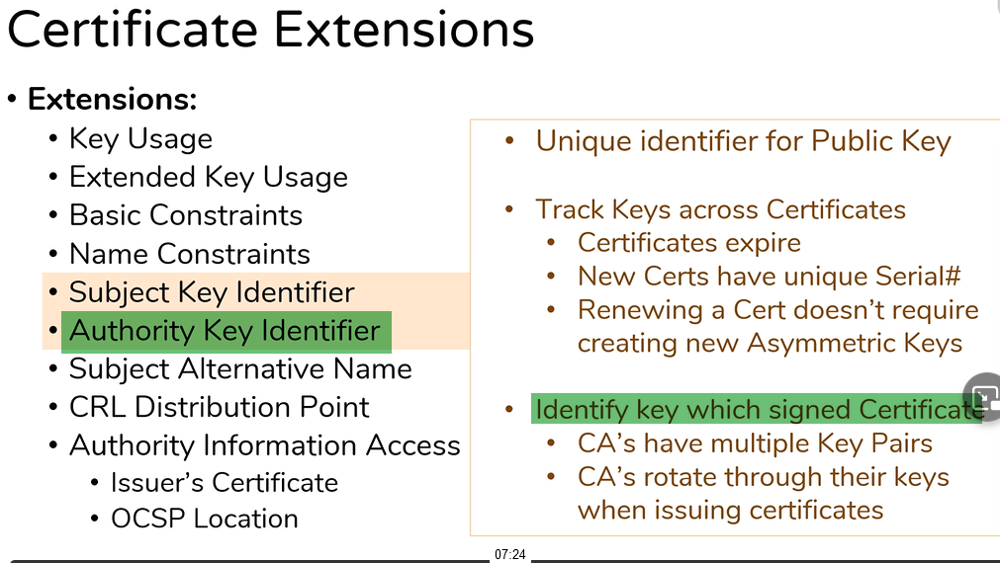 Certificate Extensions
• Extensions:
• Key Usage
• Extended Key Usage
• Basic Constraints
• Name Constraints
• Subject Key Identifier
• Authority Key Identifier
• Subject Alternative Name
• CRL Distribution Point
• Authority Information Access
• Issuer's Certificate
• OCSP Location
• Unique identifier for Public Key
• Track Keys across Certificates
• Certificates expire
• New Certs have unique Serial#
• Renewing a Cert doesn't require
creating new Asymmetric Keys
• Identify key which signed Certificate
• CA's have multiple Key Pairs
• CA's rotate through their keys
when issuing certificates
07:24